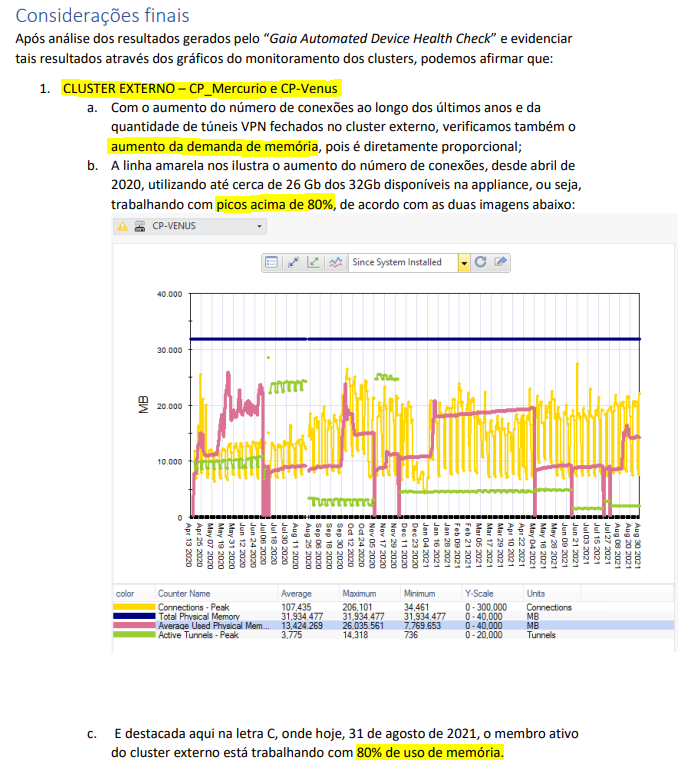 Considerações finais
Após análise dos resultados gerados pelo “Gaia Automated Device Health Check” e evidenciar
tais resultados através dos gráficos do monitoramento dos clusters, podemos afirmar que:
1. CLUSTER EXTERNO – CP_Mercurio e CP-Venus
a. Com o aumento do número de conexões ao longo dos últimos anos e da
quantidade de túneis VPN fechados no cluster externo, verificamos também o
aumento da demanda de memória, pois é diretamente proporcional;
b. A linha amarela nos ilustra o aumento do número de conexões, desde abril de
2020, utilizando até cerca de 26 Gb dos 32Gb disponíveis na appliance, ou seja,
trabalhando com picos acima de 80%, de acordo com as duas imagens abaixo:
CP-VENUS
Since System Installed
40.000
30.000
MB
20.000
10.000
0
Apr 13 2020
Apr 25 2020
May 07 2020
May 19 2020
May 31 2020
Jun 12 2020
Jun 24 2020
Jul 06 2020
Jul 18 2020
Jul 30 2020
Aug 11 2020
Aug 25 2020
Sep 06 2020
Sep 18 2020
Sep 30 2020
Oct 12 2020
Oct 24 2020
Nov 05 2020
Nov 17 2020
Nov 29 2020
Dec 11 2020
Dec 23 2020
Jan 04 2021
Jan 16 2021
Jan 28 2021
Feb 09 2021
Feb 21 2021
Mar 05 2021
Mar 17 2021
Mar 29 2021
Apr 10 2021
Apr 22 2021
May 04 2021
May 16 2021
May 28 2021
Jun 09 2021
Jun 21 2021
Jul 03 2021
Jul 15 2021
Jul 27 2021
Aug 08 2021
Aug 20 2021
Aug 30 2021
color Counter Name Average Maximum Minimum Y-Scale Units
Connections - Peak 107,435 206,101 34,461 0 - 300,000 Connections
Total Physical Memory 31,934.477 31,934.477 31,934.477 0 - 40,000 MB
Average Used Physical Mem... 13,424.269 26,035.561 7,769.653 0 - 40,000 MB
Active Tunnels - Peak 3,775 14,318 736 0 - 20,000 Tunnels
c. E destacada aqui na letra C, onde hoje, 31 de agosto de 2021, o membro ativo
do cluster externo está trabalhando com 80% de uso de memória.